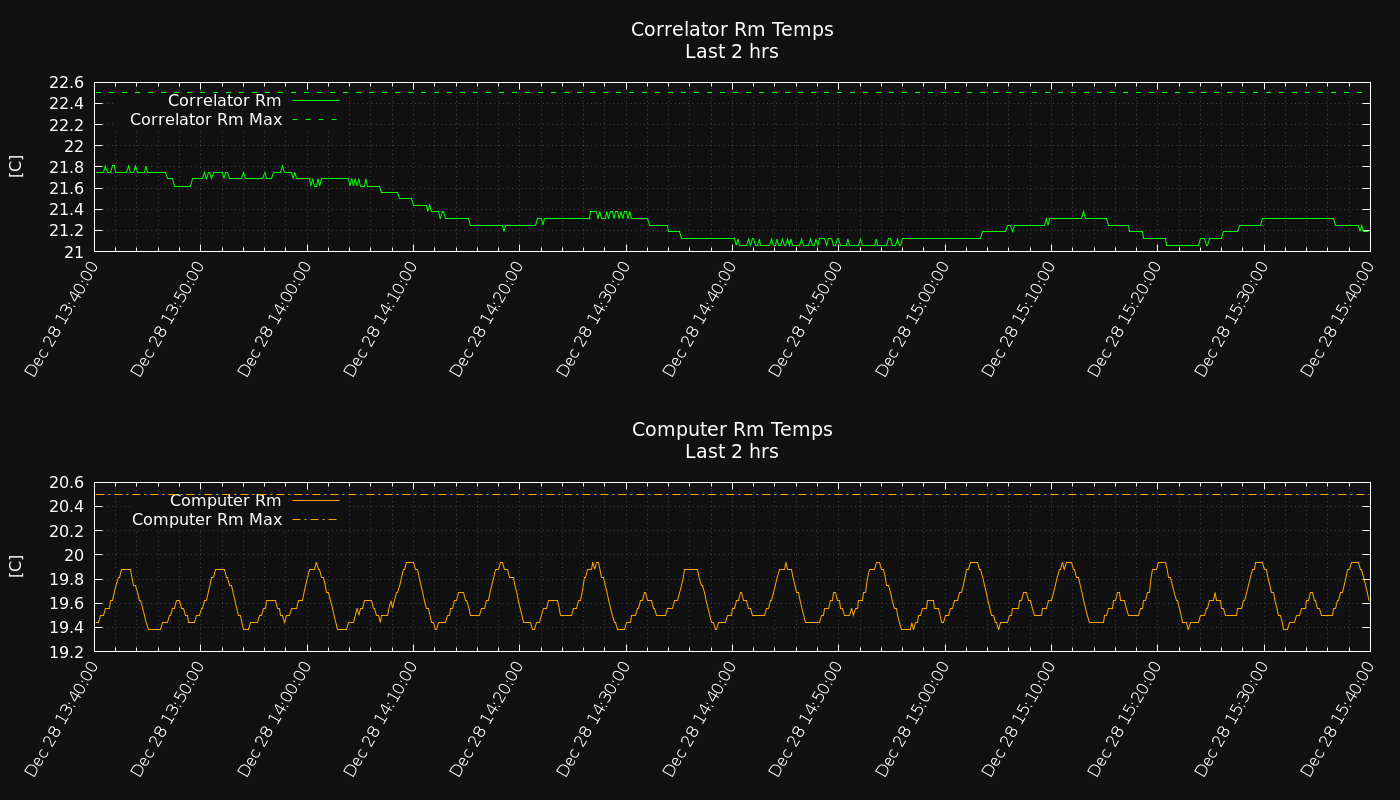 Correlator Rm Temps
Last 2 hrs
22.6
22.4
22.2
22
21.8
21.6
21.4
21.2
21
[C]
Correlator Rm
Correlator Rm Max
Dec 28 13:40:00
Dec 28 13:50:00
Dec 28 14:00:00
Dec 28 14:10:00
Dec 28 14:20:00
Dec 28 14:30:00
Dec 28 14:40:00
Dec 28 14:50:00
Dec 28 15:00:00
Dec 28 15:10:00
Dec 28 15:20:00
Dec 28 15:30:00
Dec 28 15:40:00
Computer Rm Temps
Last 2 hrs
20.6
20.4
20.2
20
19.8
19.6
19.4
19.2
[C]
Computer Rm
Computer Rm Max
Dec 28 13:40:00
Dec 28 13:50:00
Dec 28 14:00:00
Dec 28 14:10:00
Dec 28 14:20:00
Dec 28 14:30:00
Dec 28 14:40:00
Dec 28 14:50:00
Dec 28 15:00:00
Dec 28 15:10:00
Dec 28 15:20:00
Dec 28 15:30:00
Dec 28 15:40:00